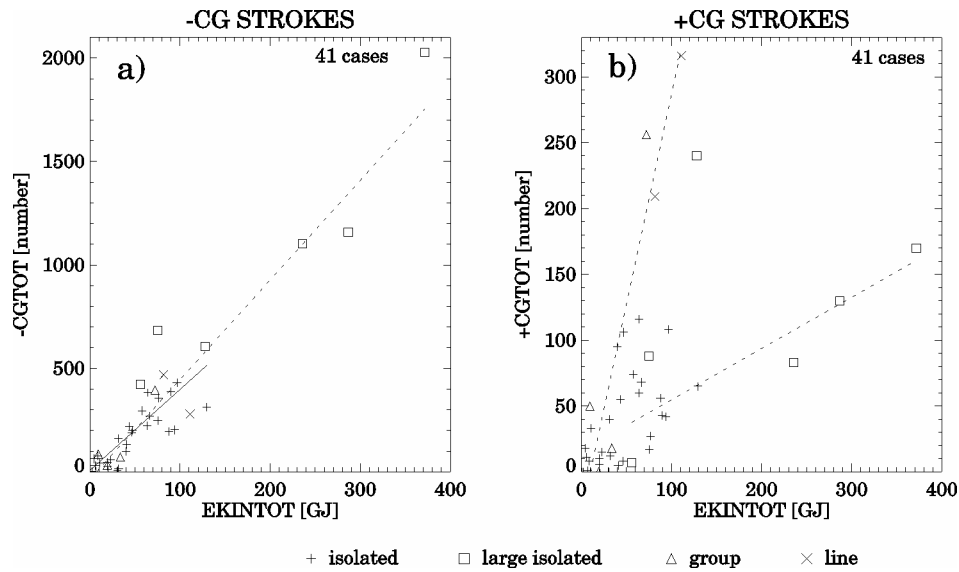 -CG STROKES
+CG STROKES
a)
41 cases
b)
41 cases
-CGTOT [number]
2000
1500
1000
500
0
0 100 200 300 400
EKINTOT [GJ]
+CGTOT [number]
300
250
200
150
100
50
0
0 100 200 300 400
EKINTOT [GJ]
isolated
large isolated
group
line